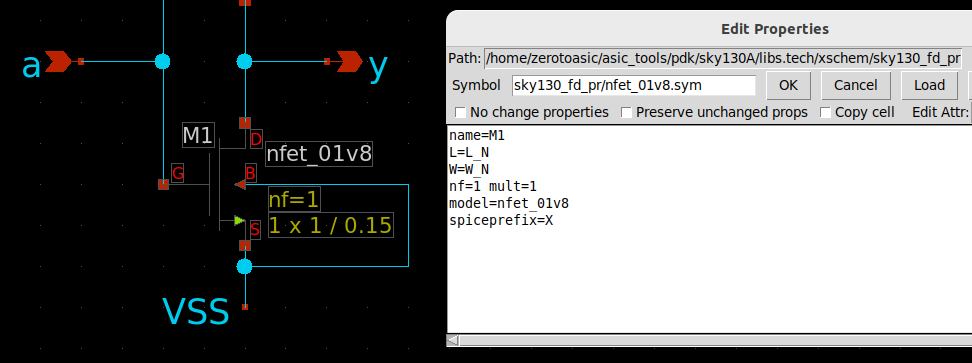 a
y
M1
D
nfet_01v8
G
B
nf=1
1 x 1 / 0.15
S
VSS
Edit Properties
Path: /home/zerotoasic/asic_tools/pdk/sky130A/libs.tech/xschem/sky130_fd_pr
Symbol sky130_fd_pr/nfet_01v8.sym OK Cancel Load
No change properties Preserve unchanged props Copy cell Edit Attr:
name=M1
L=L_N
W=W_N
nf=1 mult=1
model=nfet_01v8
spiceprefix=X